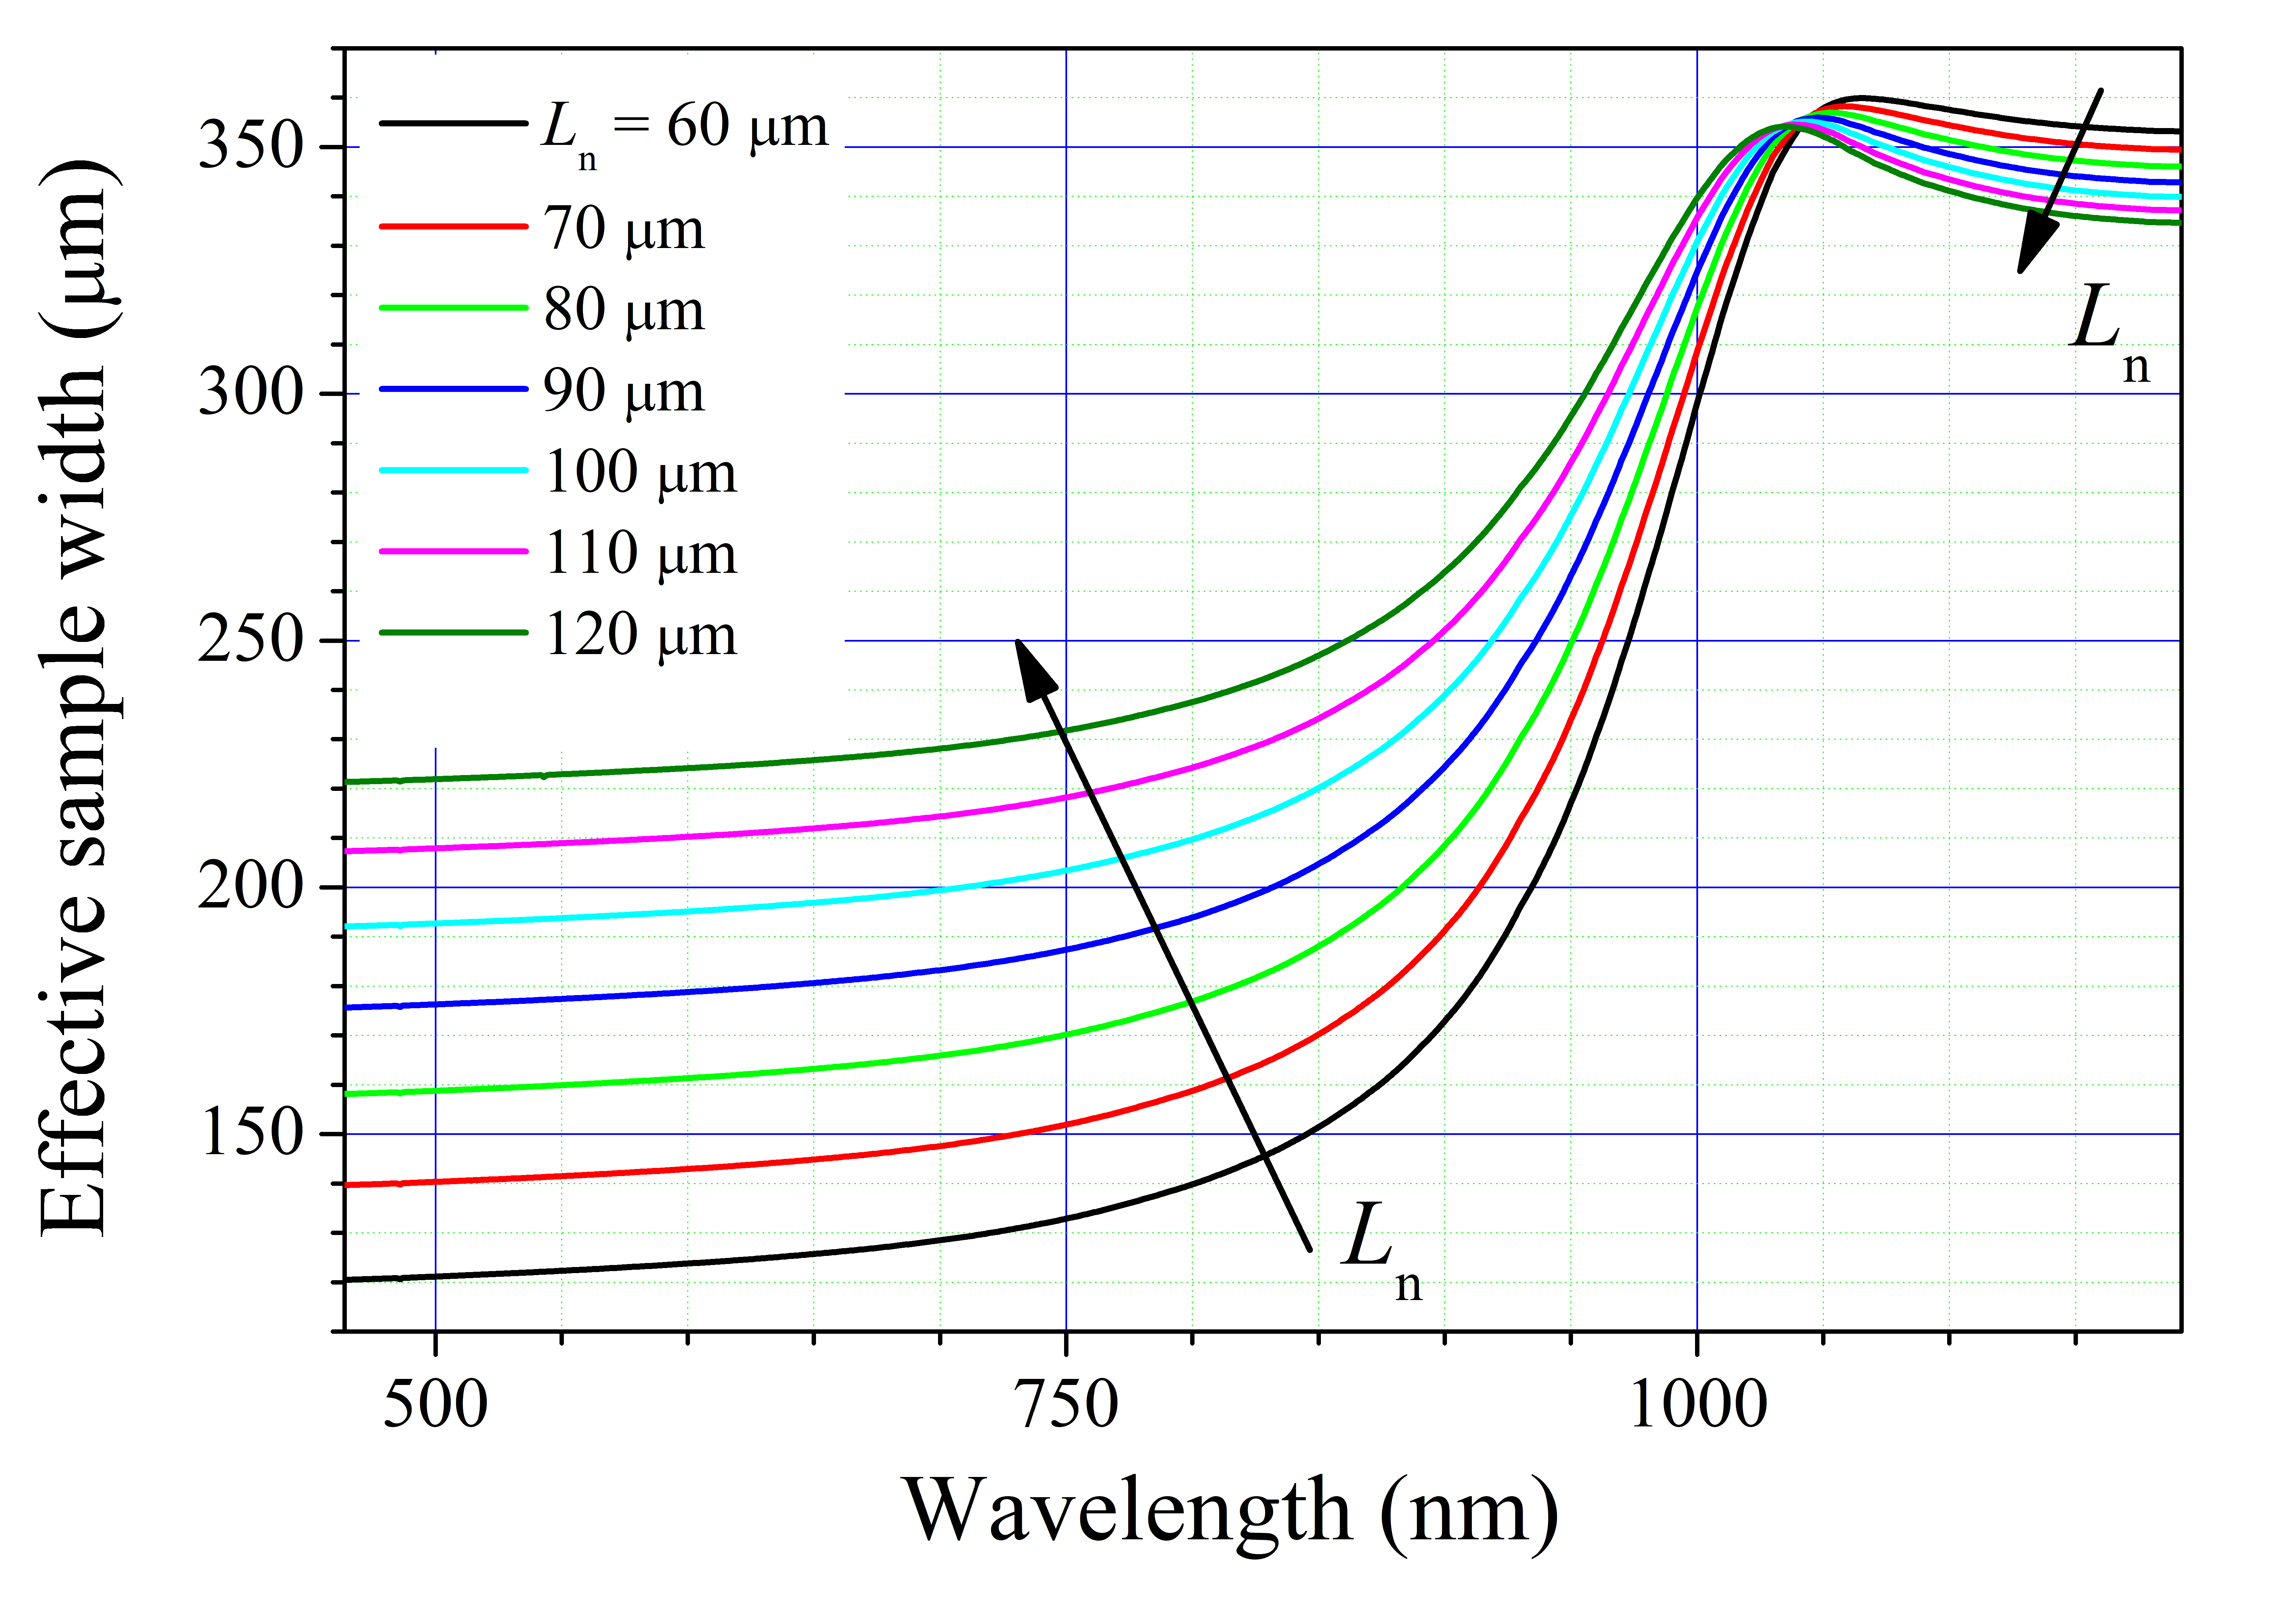 Effective sample width (μm)
350
300
250
200
150
Lₙ = 60 μm
70 μm
80 μm
90 μm
100 μm
110 μm
120 μm
Lₙ
Lₙ
500
750
1000
Wavelength (nm)